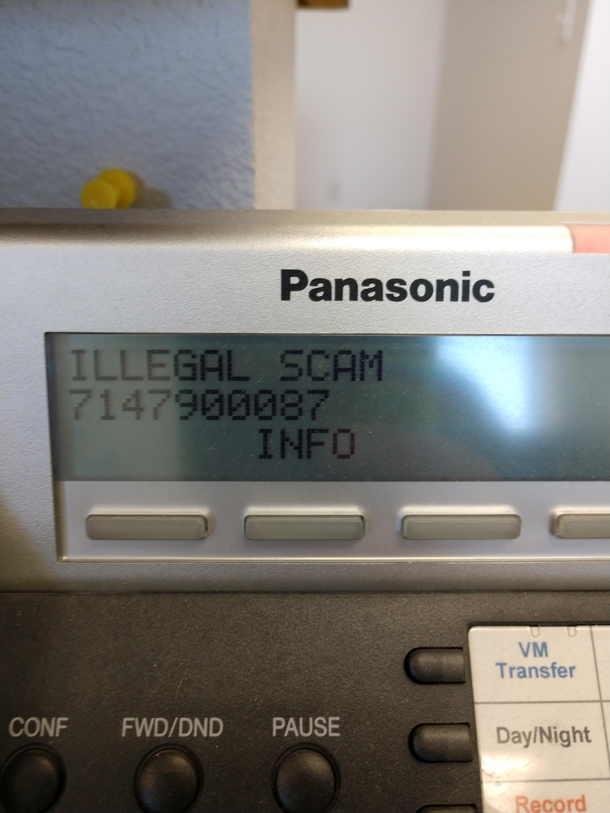 Panasonic
ILLEGAL SCAM
7147900087
INFO
VM
Transfer
CONF FWD/DND PAUSE
Day/Night
Record